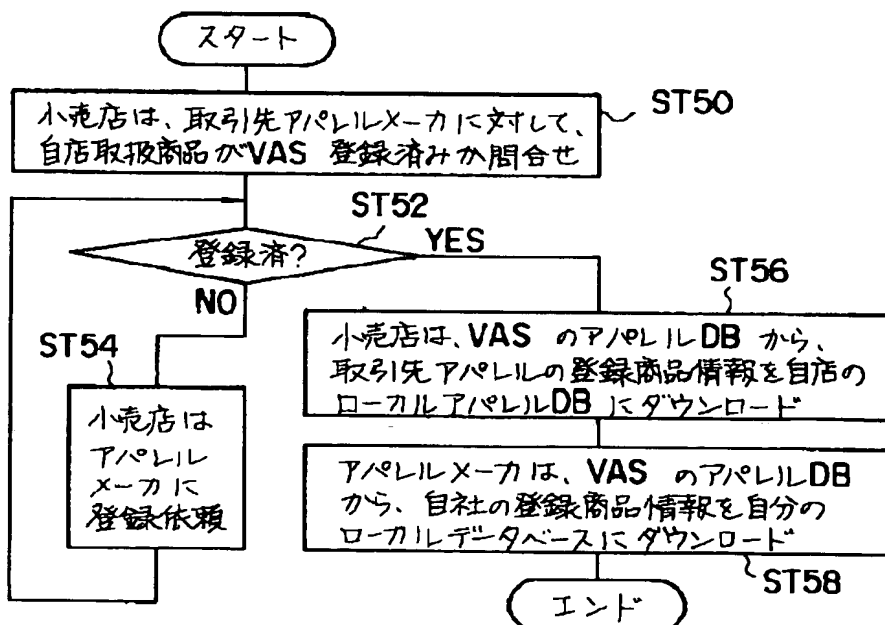 スタート
ST50
小売店は、取引先アパレルメーカに対して、
自店取扱商品がVAS 登録済みか問合せ
ST52
登録済?
YES
NO
ST54
小売店は
アパレル
メーカに
登録依頼
ST56
小売店は、VAS のアパレルDB から、
取引先アパレルの登録商品情報を自店の
ローカルアパレルDB にダウンロード
アパレルメーカは、VAS のアパレルDB
から、自社の登録商品情報を自分の
ローカルデータベースにダウンロード
ST58
エンド